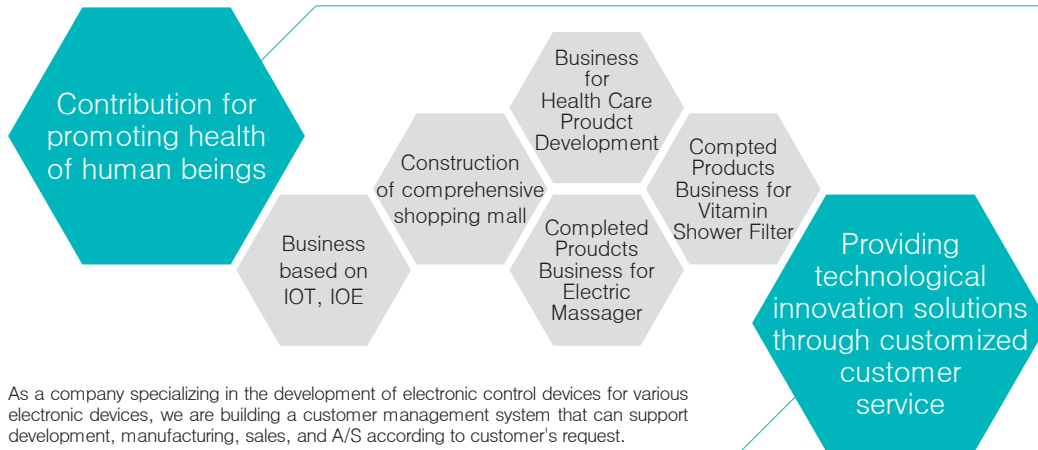 Contribution for
promoting health
of human beings
Business
based on
IOT, IOE
Construction
of comprehensive
shopping mall
Business
for
Health Care
Proudct
Development
Completed
Proudcts
Business for
Electric
Massager
Compted
Products
Business for
Vitamin
Shower Filter
Providing
technological
innovation solutions
through customized
customer
service
As a company specializing in the development of electronic control devices for various
electronic devices, we are building a customer management system that can support
development, manufacturing, sales, and A/S according to customer's request.